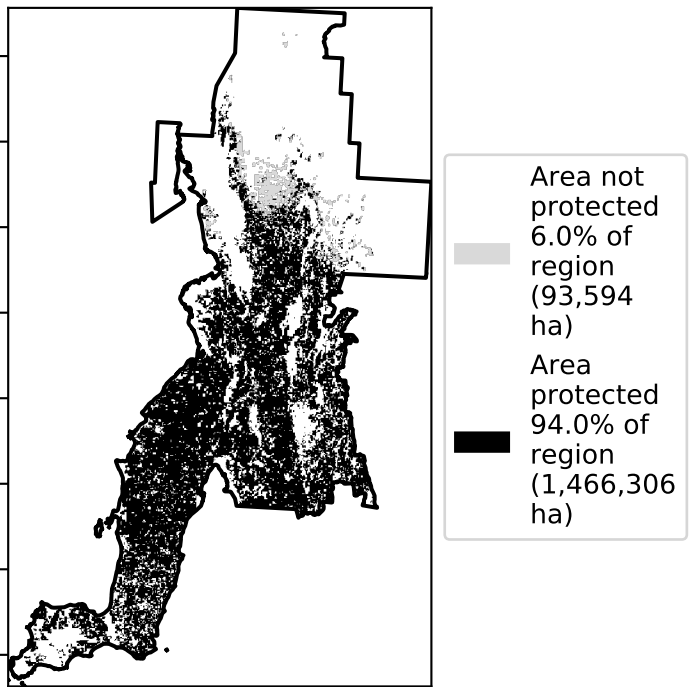 Area not
protected
6.0% of
region
(93,594
ha)
Area
protected
94.0% of
region
(1,466,306
ha)